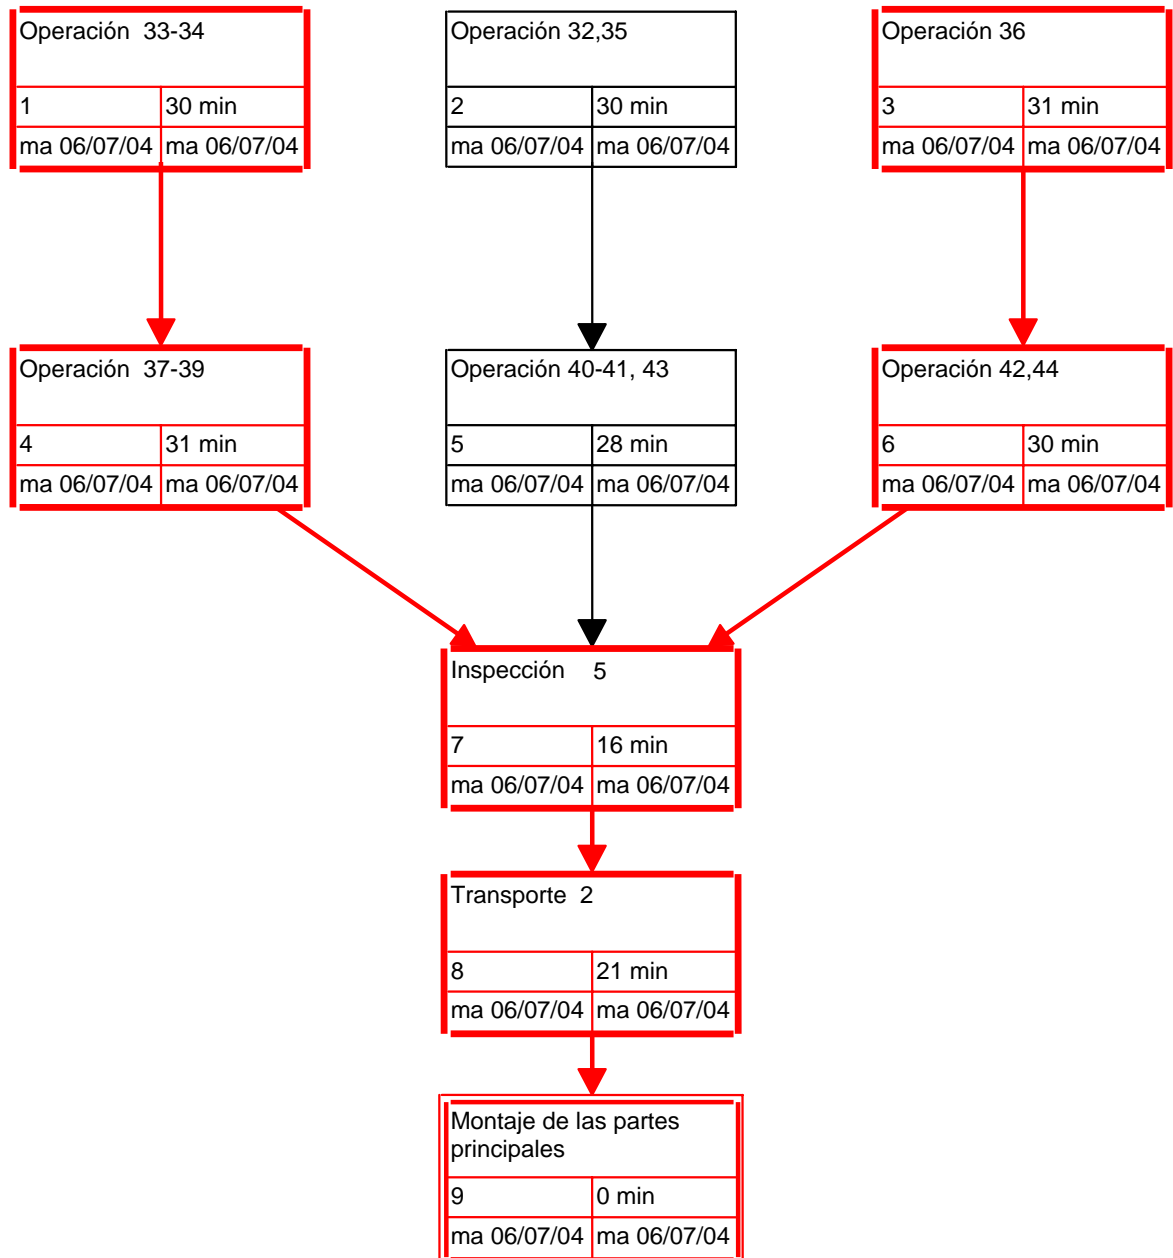 Operación  33-34
1 30 min
ma 06/07/04 ma 06/07/04
Operación 32,35
2 30 min
ma 06/07/04 ma 06/07/04
Operación 36
3 31 min
ma 06/07/04 ma 06/07/04
Operación  37-39
4 31 min
ma 06/07/04 ma 06/07/04
Operación 40-41, 43
5 28 min
ma 06/07/04 ma 06/07/04
Operación 42,44
6 30 min
ma 06/07/04 ma 06/07/04
Inspección 5
7 16 min
ma 06/07/04 ma 06/07/04
Transporte  2
8 21 min
ma 06/07/04 ma 06/07/04
Montaje de las partes
principales
9 0 min
ma 06/07/04 ma 06/07/04